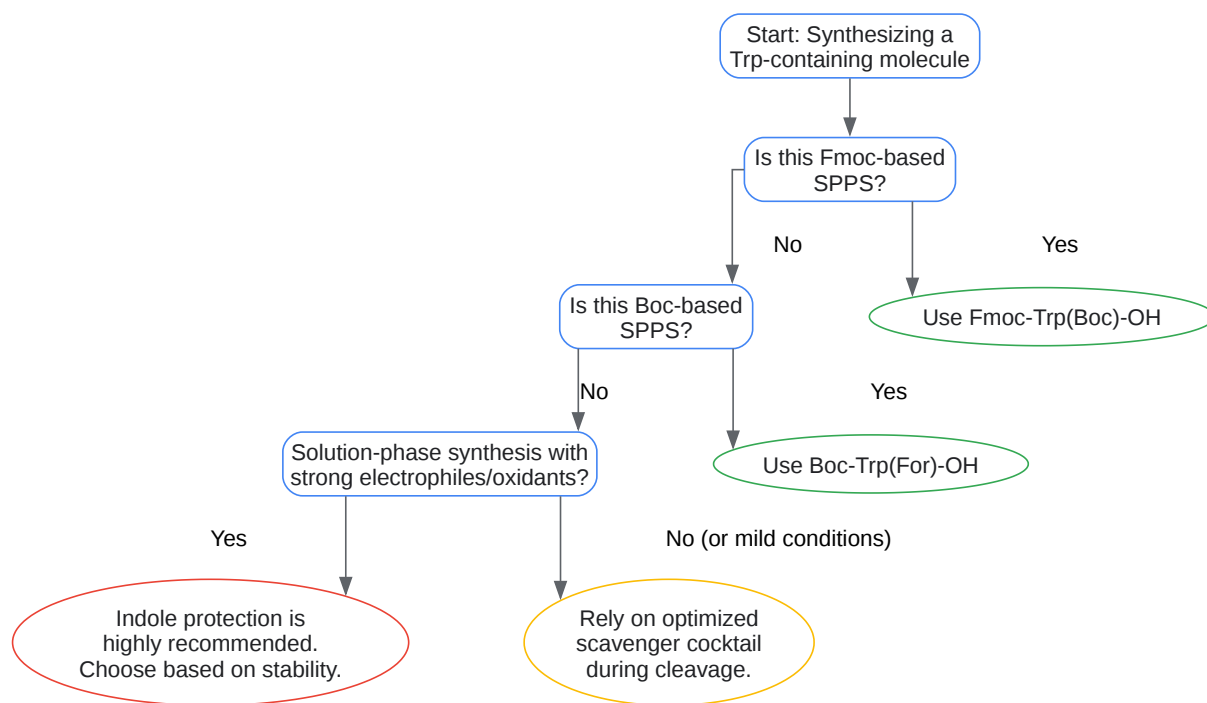 Start: Synthesizing a
Trp-containing molecule
Is this Fmoc-based
SPPS?
No
Yes
Is this Boc-based
SPPS?
Use Fmoc-Trp(Boc)-OH
No
Yes
Solution-phase synthesis with
strong electrophiles/oxidants?
Use Boc-Trp(For)-OH
Yes
No (or mild conditions)
Indole protection is
highly recommended.
Choose based on stability.
Rely on optimized
scavenger cocktail
during cleavage.